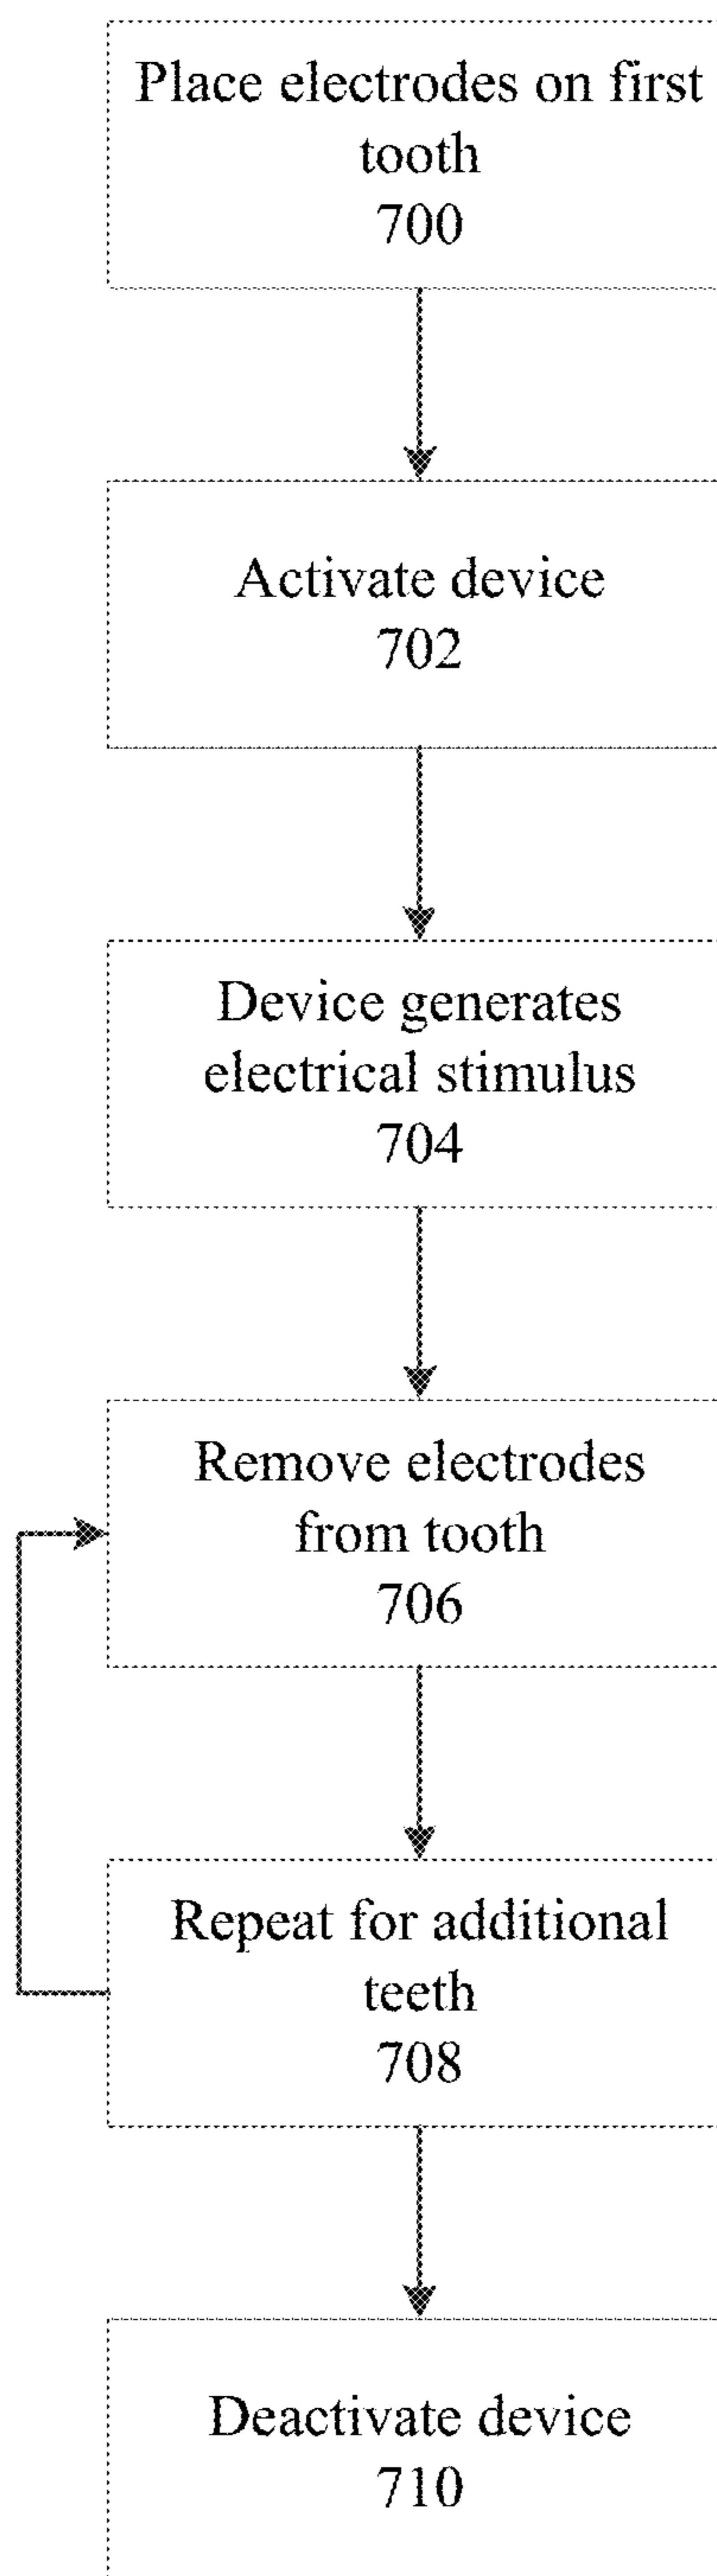 Place electrodes on first
tooth
700
Activate device
702
Device generates
electrical stimulus
704
Remove electrodes
from tooth
706
Repeat for additional
teeth
708
Deactivate device
710